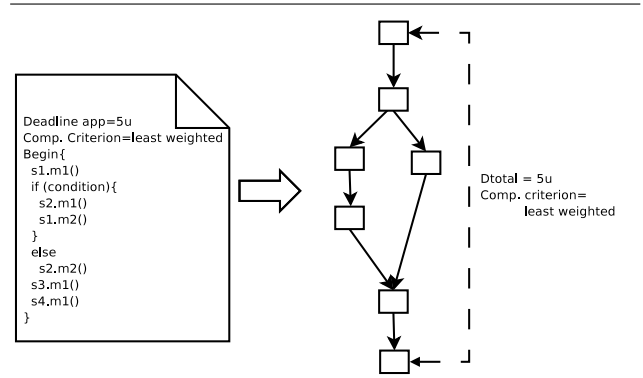 Deadline app=5u
Comp. Criterion=least weighted
Begin{
s1.m1()
if (condition){
s2.m1()
s1.m2()
}
else
s2.m2()
s3.m1()
s4.m1()
}
Dtotal = 5u
Comp. criterion=
least weighted